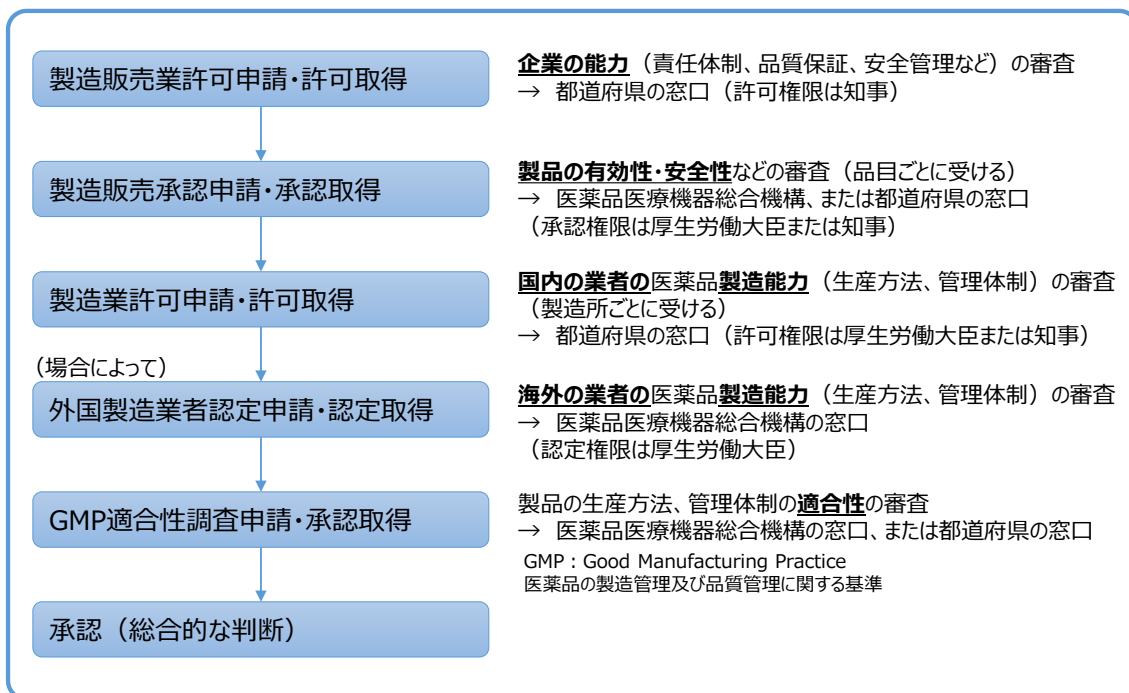 製造販売業許可申請・許可取得
企業の能力（責任体制、品質保証、安全管理など）の審査
→ 都道府県の窓口（許可権限は知事）
製造販売承認申請・承認取得
製品の有効性・安全性などの審査（品目ごとに受ける）
→ 医薬品医療機器総合機構、または都道府県の窓口
（承認権限は厚生労働大臣または知事）
製造業許可申請・許可取得
国内の業者の医薬品製造能力（生産方法、管理体制）の審査
（製造所ごとに受ける）
→ 都道府県の窓口（許可権限は厚生労働大臣または知事）
（場合によって）
外国製造業者認定申請・認定取得
海外の業者の医薬品製造能力（生産方法、管理体制）の審査
→ 医薬品医療機器総合機構の窓口
（認定権限は厚生労働大臣）
GMP適合性調査申請・承認取得
製品の生産方法、管理体制の適合性の審査
→ 医薬品医療機器総合機構の窓口、または都道府県の窓口
GMP：Good Manufacturing Practice
医薬品の製造管理及び品質管理に関する基準
承認（総合的な判断）